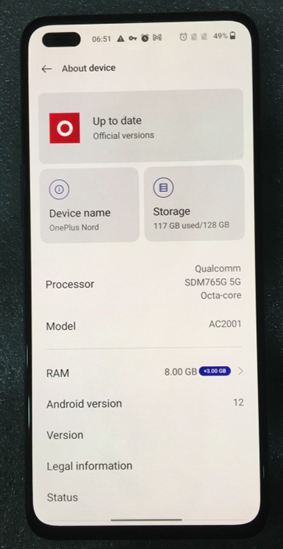 06:51 49%
← About device
Up to date
Official versions
Device name
OnePlus Nord
Storage
117 GB used/128 GB
Processor
Qualcomm
SDM765G 5G
Octa-core
Model AC2001
RAM 8.00 GB +3.00 GB >
Android version 12
Version
Legal information
Status